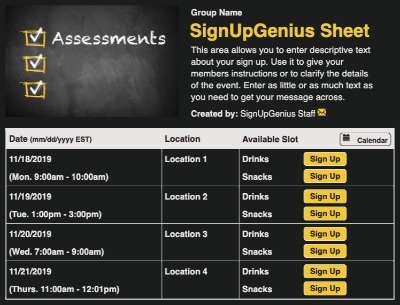 Assessments
Group Name
SignUpGenius Sheet
This area allows you to enter descriptive text
about your sign up. Use it to give your
members instructions or to clarify the details
of the event. Enter as little or as much text as
you need to get your message across.
Created by: SignUpGenius Staff
Date (mm/dd/yyyy EST) Location Available Slot Calendar
11/18/2019 Location 1 Drinks Sign Up
(Mon. 9:00am - 10:00am) Snacks Sign Up
11/19/2019 Location 2 Drinks Sign Up
(Tue. 1:00pm - 3:00pm) Snacks Sign Up
11/20/2019 Location 3 Drinks Sign Up
(Wed. 7:00am - 9:00am) Snacks Sign Up
11/21/2019 Location 4 Drinks Sign Up
(Thurs. 11:00am - 12:01pm) Snacks Sign Up